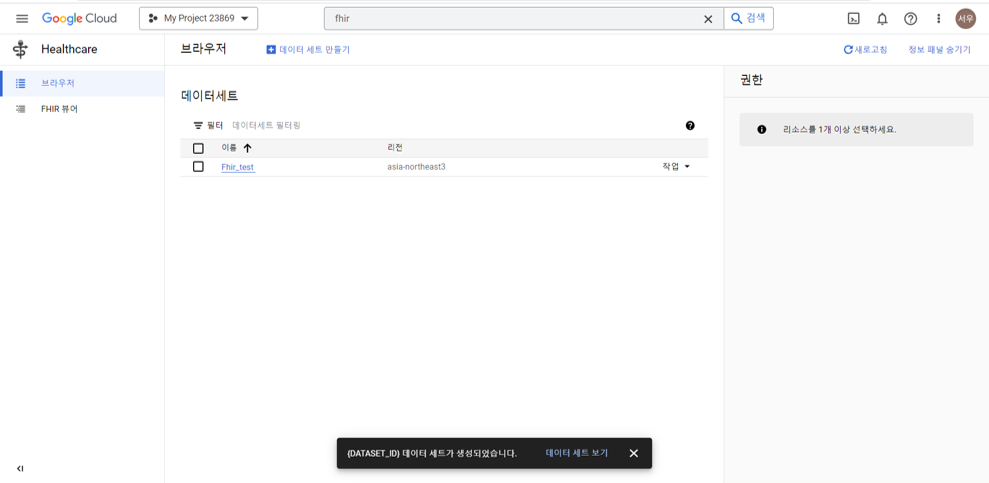 Google Cloud
My Project 23869
fhir
검색
서우
Healthcare
브라우저
데이터 세트 만들기
새로고침
정보 패널 숨기기
브라우저
FHIR 뷰어
데이터세트
필터 데이터세트 필터링
이름
리전
Fhir_test
asia-northeast3
작업
권한
리소스를 1개 이상 선택하세요.
{DATASET_ID} 데이터 세트가 생성되었습니다.
데이터 세트 보기